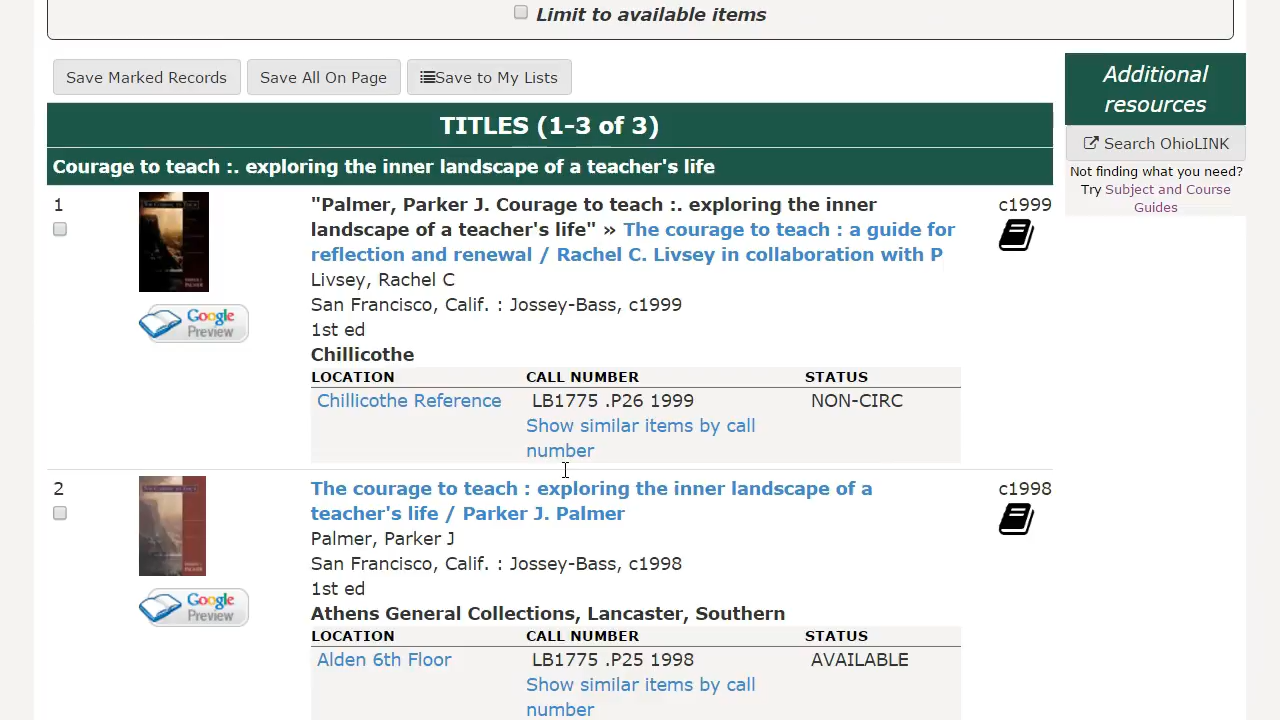 Limit to available items
Save Marked Records
Save All On Page
Save to My Lists
Additional
resources
Search OhioLINK
Not finding what you need?
Try Subject and Course
Guides
TITLES (1-3 of 3)
Courage to teach :. exploring the inner landscape of a teacher's life
1
"Palmer, Parker J. Courage to teach :. exploring the inner
landscape of a teacher's life" » The courage to teach : a guide for
reflection and renewal / Rachel C. Livsey in collaboration with P
Livsey, Rachel C
San Francisco, Calif. : Jossey-Bass, c1999
1st ed
Chillicothe
LOCATION CALL NUMBER STATUS
Chillicothe Reference LB1775 .P26 1999 NON-CIRC
Show similar items by call
number
c1999
Google
Preview
2
The courage to teach : exploring the inner landscape of a
teacher's life / Parker J. Palmer
Palmer, Parker J
San Francisco, Calif. : Jossey-Bass, c1998
1st ed
Athens General Collections, Lancaster, Southern
LOCATION CALL NUMBER STATUS
Alden 6th Floor LB1775 .P25 1998 AVAILABLE
Show similar items by call
number
c1998
Google
Preview